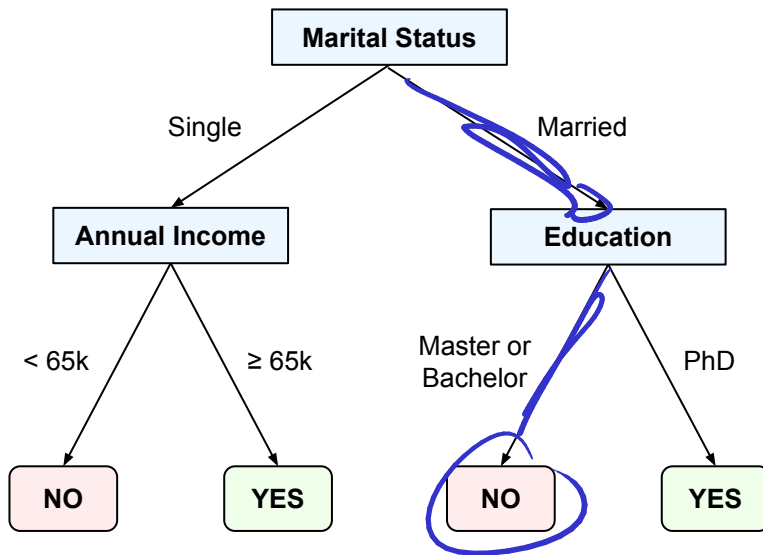 Marital Status
Single
Married
Annual Income
Education
< 65k
≥ 65k
Master or
Bachelor
PhD
NO
YES
NO
YES